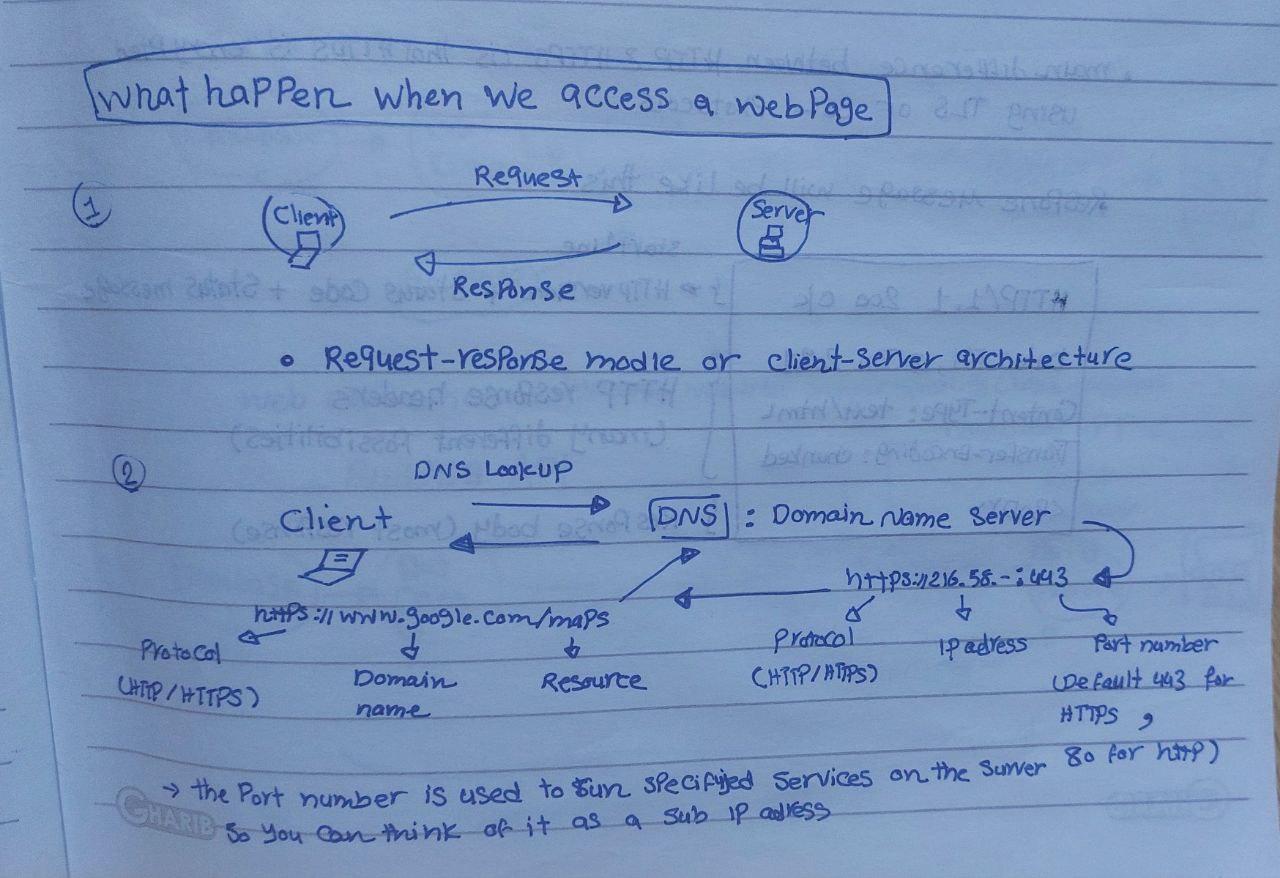 what happen when we access a webpage
1
Request
Client
Server
Response
• Request-response modle or client-server architecture
2
DNS Lookup
Client
DNS : Domain Name Server
https://216.58.-:443
https://www.google.com/maps
Protocol
(HTTP/HTTPS)
Domain
name
Resource
Protocol
(HTTP/HTTPS)
IP adress
Port number
(Default 443 for
HTTPS ,
80 for http)
→ the Port number is used to run specifyied services on the surver
so you can think of it as a sub IP adress
GHARIB